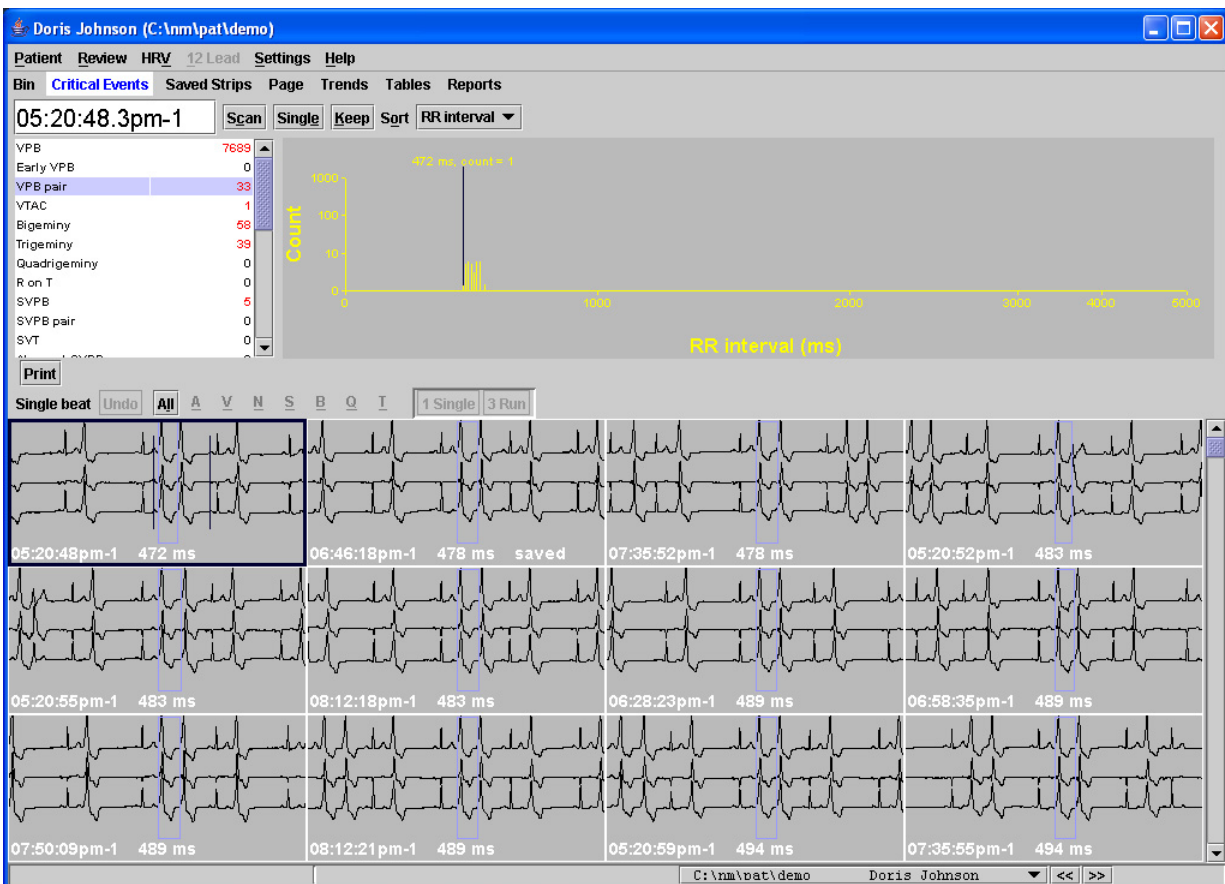 Doris Johnson (C:\nm\pat\demo)
Patient Review HRV 12 Lead Settings Help
Bin Critical Events Saved Strips Page Trends Tables Reports
05:20:48.3pm-1 Scan Single Keep Sort RR interval
VPB 7689
Early VPB 0
VPB pair 33
VTAC 1
Bigeminy 58
Trigeminy 39
Quadrigeminy 0
R on T 0
SVPB 5
SVPB pair 0
SVT 0
472 ms, count = 1
1000
100
10
0
Count
0 1000 2000 3000 4000 5000
RR interval (ms)
Print
Single beat Undo All A V N S B Q T 1 Single 3 Run
05:20:48pm-1 472 ms
06:46:18pm-1 478 ms saved
07:35:52pm-1 478 ms
05:20:52pm-1 483 ms
05:20:55pm-1 483 ms
08:12:18pm-1 483 ms
06:28:23pm-1 489 ms
06:58:35pm-1 489 ms
07:50:09pm-1 489 ms
08:12:21pm-1 489 ms
05:20:59pm-1 494 ms
07:35:55pm-1 494 ms
C:\nm\pat\demo Doris Johnson << >>